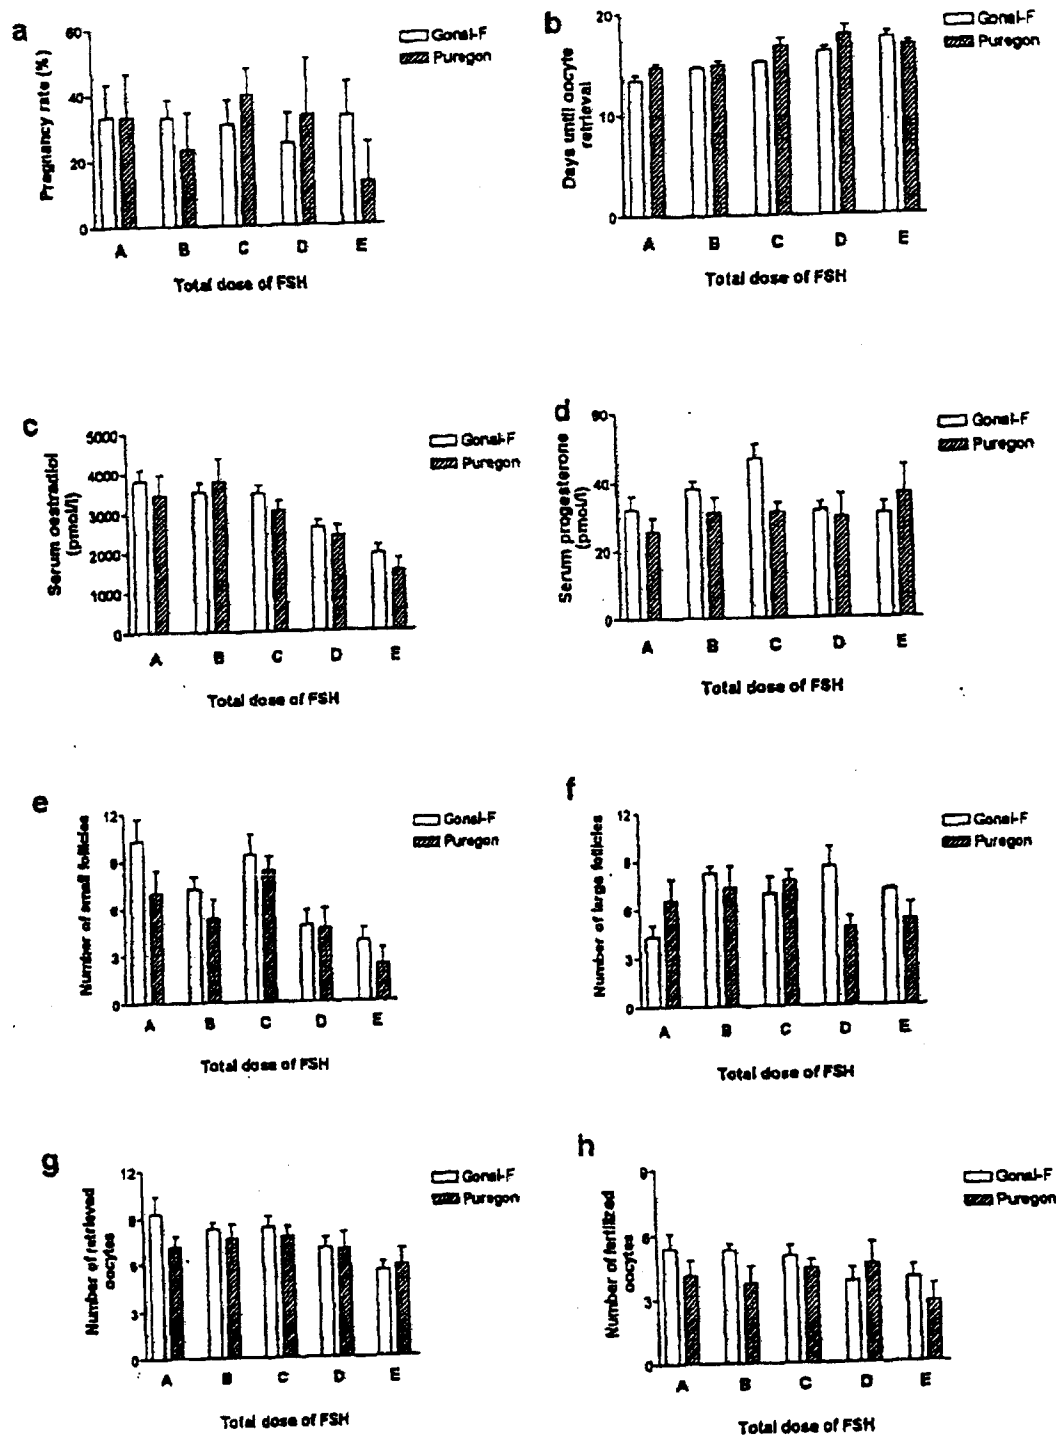 a
Pregnancy rate (%)
60
40
20
0
Gonal-F
Puregon
A B C D E
Total dose of FSH
b
Days until oocyte
retrieval
20
10
0
Gonal-F
Puregon
A B C D E
Total dose of FSH
c
Serum oestradiol
(pmol/l)
5000
4000
3000
2000
1000
0
Gonal-F
Puregon
A B C D E
Total dose of FSH
d
Serum progesterone
(pmol/l)
60
40
20
0
Gonal-F
Puregon
A B C D E
Total dose of FSH
e
Number of small follicles
12
9
6
3
0
Gonal-F
Puregon
A B C D E
Total dose of FSH
f
Number of large follicles
12
9
6
3
0
Gonal-F
Puregon
A B C D E
Total dose of FSH
g
Number of retrieved
oocytes
12
9
6
3
0
Gonal-F
Puregon
A B C D E
Total dose of FSH
h
Number of fertilized
oocytes
9
6
3
0
Gonal-F
Puregon
A B C D E
Total dose of FSH